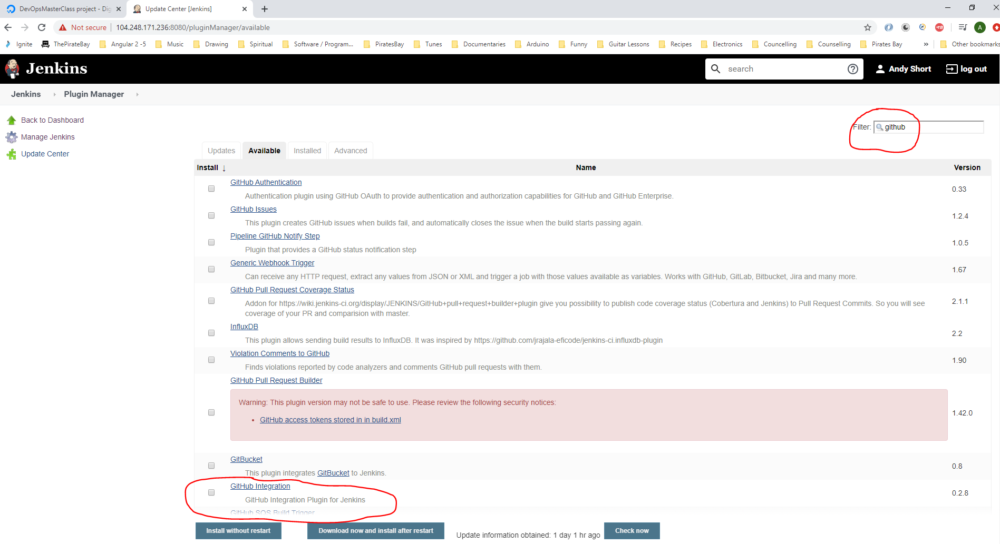 DevOpsMasterClass project - Dig
Update Center [Jenkins]
Not secure
104.248.171.236:8080/pluginManager/available
A
Ignite
ThePirateBay
Angular 2 -5
Music
Drawing
Spiritual
Software / Program...
PiratesBay
Tunes
Documentaries
Arduino
Funny
Guitar Lessons
Recipes
Electronics
Councelling
Counselling
Pirates Bay
»
Other bookmarks
Jenkins
search
Andy Short
log out
Jenkins
Plugin Manager
Back to Dashboard
Manage Jenkins
Update Center
Filter: github
Updates
Available
Installed
Advanced
Install ↓ Name Version
GitHub Authentication
Authentication plugin using GitHub OAuth to provide authentication and authorization capabilities for GitHub and GitHub Enterprise.
0.33
GitHub Issues
This plugin creates GitHub issues when builds fail, and automatically closes the issue when the build starts passing again.
1.2.4
Pipeline GitHub Notify Step
Plugin that provides a GitHub status notification step
1.0.5
Generic Webhook Trigger
Can receive any HTTP request, extract any values from JSON or XML and trigger a job with those values available as variables. Works with GitHub, GitLab, Bitbucket, Jira and many more.
1.67
GitHub Pull Request Coverage Status
Addon for https://wiki.jenkins-ci.org/display/JENKINS/GitHub+pull+request+builder+plugin give you possibility to publish code coverage status (Cobertura and Jenkins) to Pull Request Commits. So you will see
coverage of your PR and comparision with master.
2.1.1
InfluxDB
This plugin allows sending build results to InfluxDB. It was inspired by https://github.com/jrajala-eficode/jenkins-ci.influxdb-plugin
2.2
Violation Comments to GitHub
Finds violations reported by code analyzers and comments GitHub pull requests with them.
1.90
GitHub Pull Request Builder
Warning: This plugin version may not be safe to use. Please review the following security notices:
• GitHub access tokens stored in in build.xml
1.42.0
GitBucket
This plugin integrates GitBucket to Jenkins.
0.8
GitHub Integration
GitHub Integration Plugin for Jenkins
0.2.8
GitHub SQS Build Trigger
Install without restart
Download now and install after restart
Update information obtained: 1 day 1 hr ago
Check now